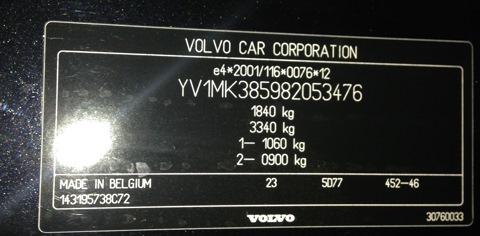 VOLVO CAR CORPORATION
e4*2001/116*0076*12
YV1MK385982053476
1840 kg
3340 kg
1– 1060 kg
2– 0900 kg
MADE IN BELGIUM 23 5D77 452–46
143195738C72
VOLVO 30760033